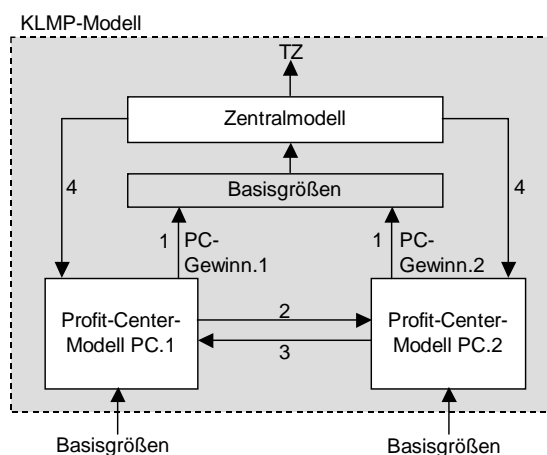 KLMP-Modell
TZ
Zentralmodell
4
4
Basisgrößen
1 PC-
Gewinn.1
1 PC-
Gewinn.2
Profit-Center-
Modell PC.1
2
3
Profit-Center-
Modell PC.2
Basisgrößen
Basisgrößen